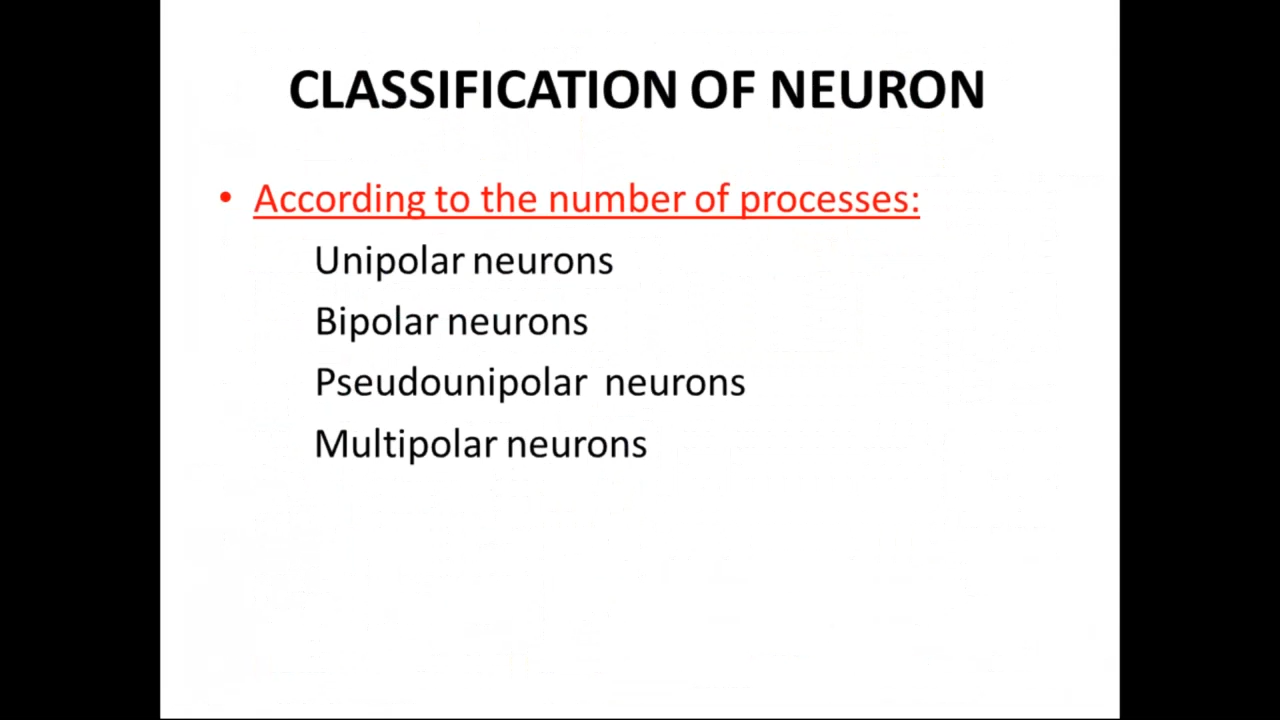 CLASSIFICATION OF NEURON
• According to the number of processes:
Unipolar neurons
Bipolar neurons
Pseudounipolar neurons
Multipolar neurons